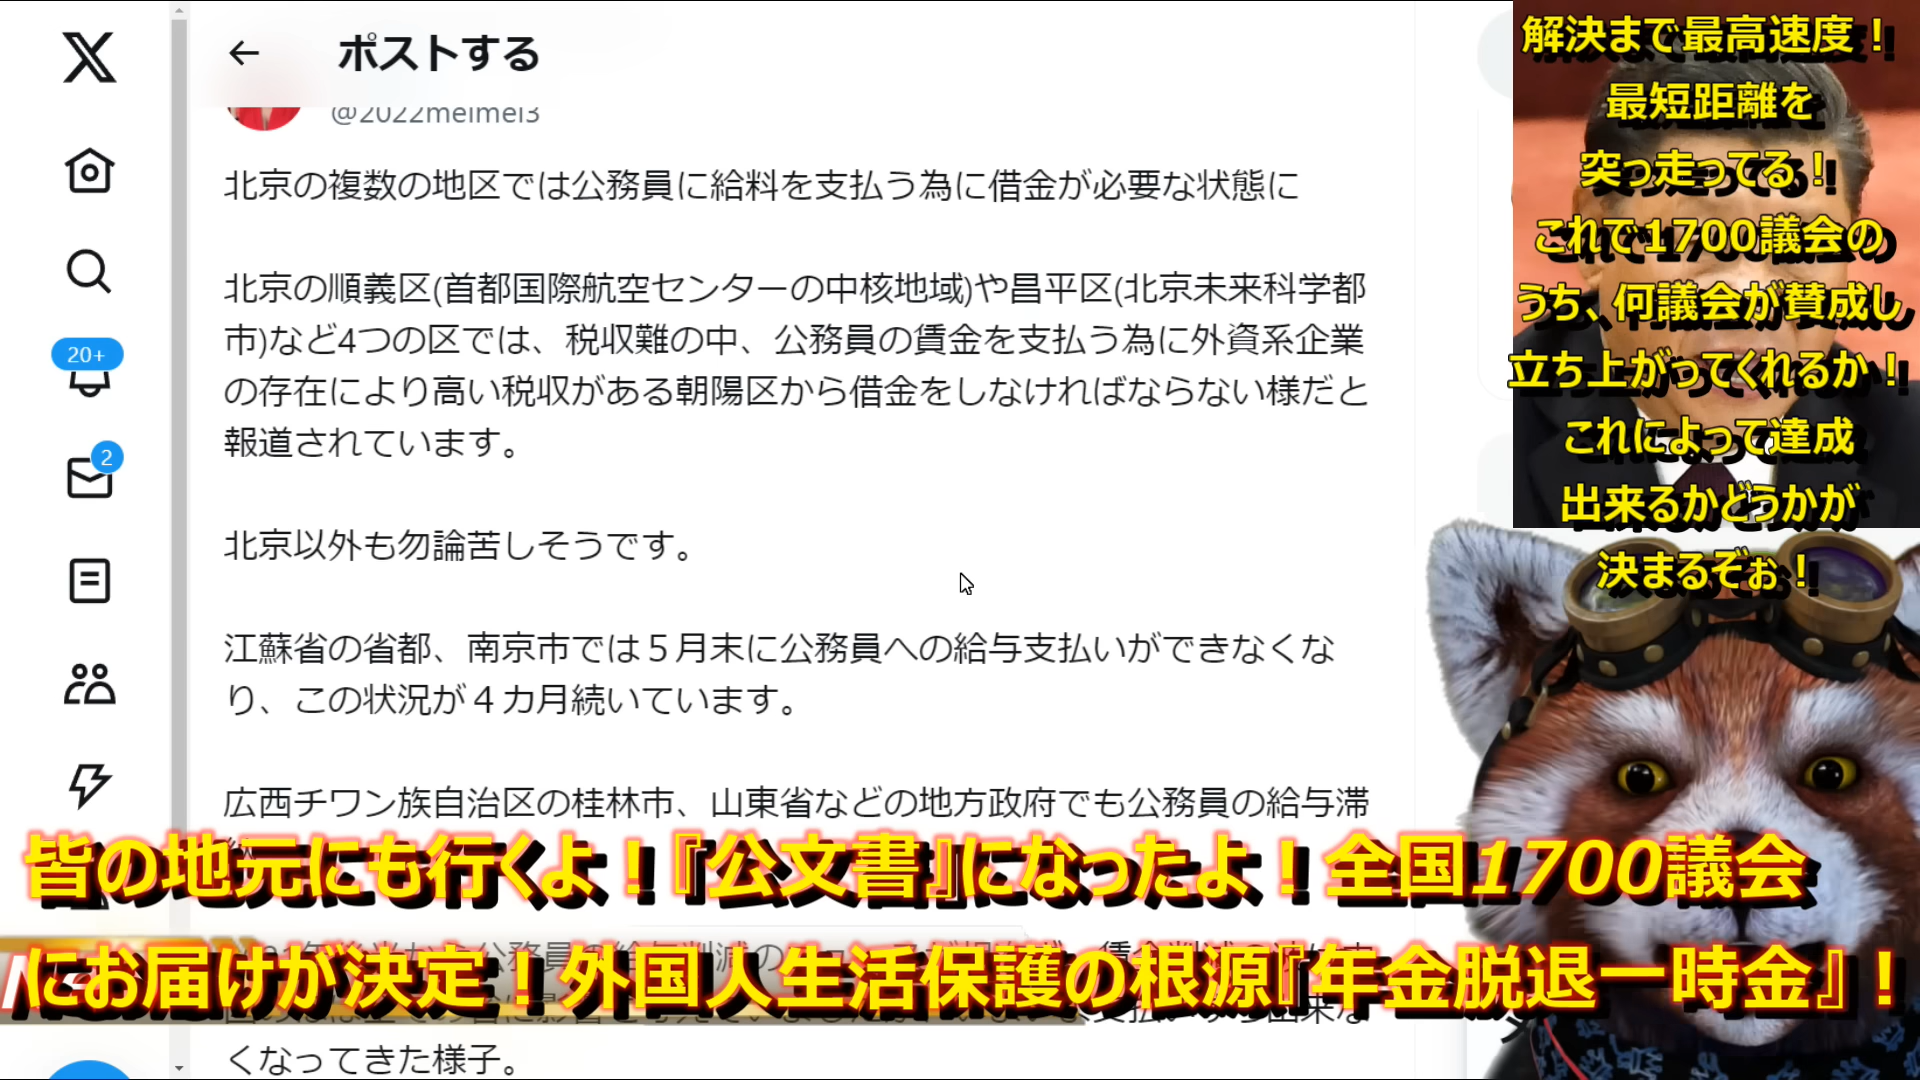 ポストする
@2022meimei3
北京の複数の地区では公務員に給料を支払う為に借金が必要な状態に
北京の順義区(首都国際航空センターの中核地域)や昌平区(北京未来科学都
市)など4つの区では、税収難の中、公務員の賃金を支払う為に外資系企業
の存在により高い税収がある朝陽区から借金をしなければならない様だと
報道されています。
北京以外も勿論苦しそうです。
江蘇省の省都、南京市では５月末に公務員への給与支払いができなくな
り、この状況が４カ月続いています。
広西チワン族自治区の桂林市、山東省などの地方政府でも公務員の給与滞
くなってきた様子。
20+
2
解決まで最高速度！
最短距離を
突っ走ってる！
これで1700議会の
うち、何議会が賛成し
立ち上がってくれるか！
これによって達成
出来るかどうかが
決まるぞぉ！
皆の地元にも行くよ！『公文書』になったよ！全国1700議会
にお届けが決定！外国人生活保護の根源『年金脱退一時金』！